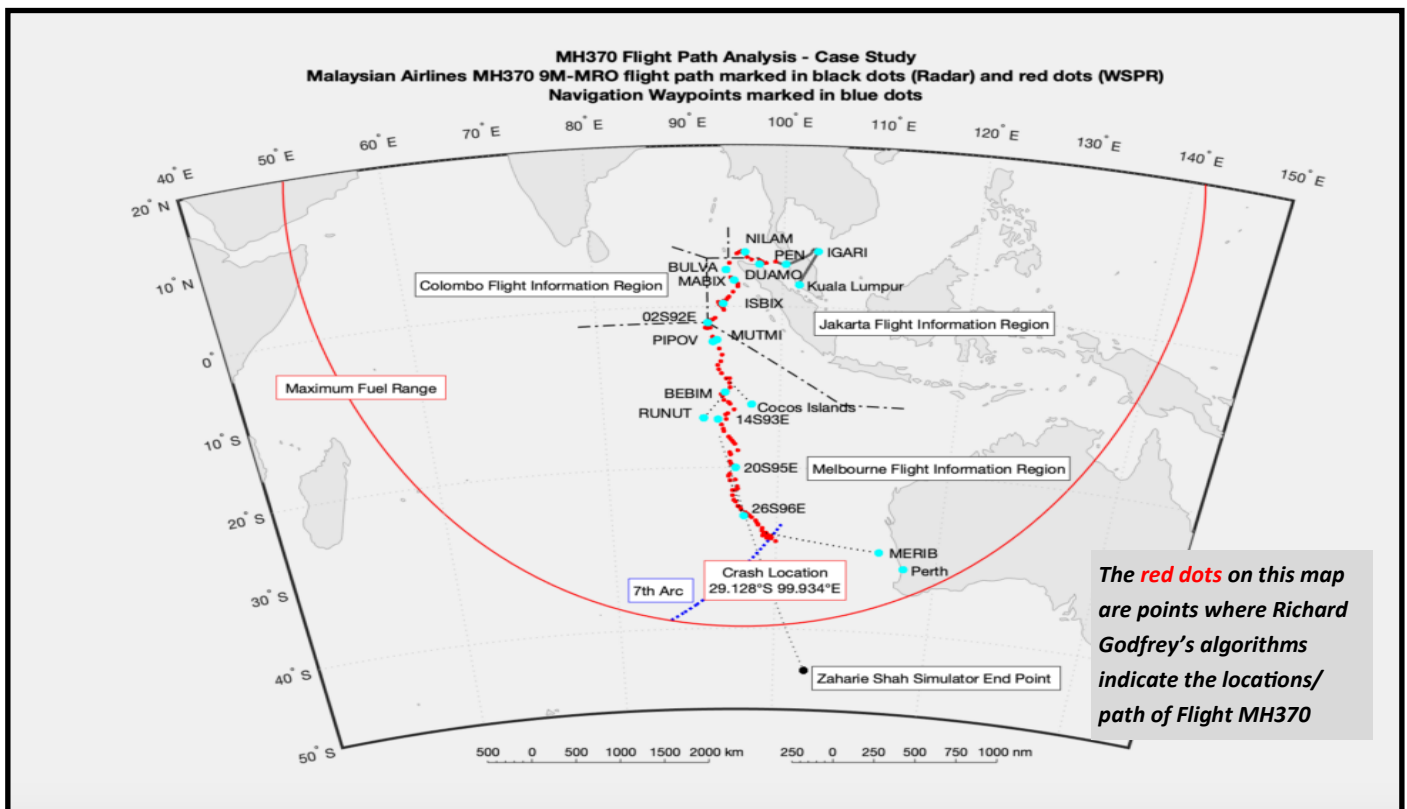 MH370 Flight Path Analysis - Case Study
Malaysian Airlines MH370 9M-MRO flight path marked in black dots (Radar) and red dots (WSPR)
Navigation Waypoints marked in blue dots
40° E
50° E
60° E
70° E
80° E
90° E
100° E
110° E
120° E
130° E
140° E
150° E
20° N
10° N
0°
10° S
20° S
30° S
40° S
50° S
NILAM
PEN
IGARI
BULVA
DUAMO
MABIX
Kuala Lumpur
Colombo Flight Information Region
ISBIX
02S92E
Jakarta Flight Information Region
PIPOV
MUTMI
Maximum Fuel Range
BEBIM
Cocos Islands
RUNUT
14S93E
20S95E
Melbourne Flight Information Region
26S96E
MERIB
Perth
Crash Location
29.128°S 99.934°E
7th Arc
Zaharie Shah Simulator End Point
The red dots on this map
are points where Richard
Godfrey’s algorithms
indicate the locations/
path of Flight MH370
500 0 500 1000 1500 2000 km
250 0 250 500 750 1000 nm